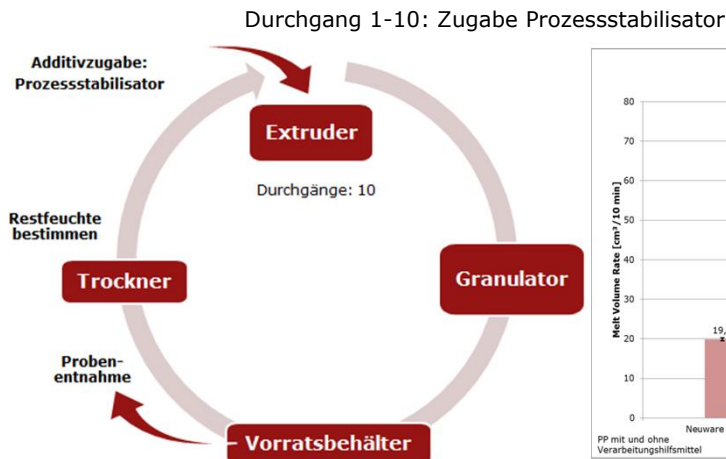 Durchgang 1-10: Zugabe Prozessstabilisator
Additivzugabe:
Prozessstabilisator
Extruder
Durchgänge: 10
Granulator
Vorratsbehälter
Proben-
entnahme
Trockner
Restfeuchte
bestimmen
Melt Volume Rate [cm³/10 min]
80
70
60
50
40
30
20
10
0
19,
Neuware
PP mit und ohne
Verarbeitungshilfsmittel